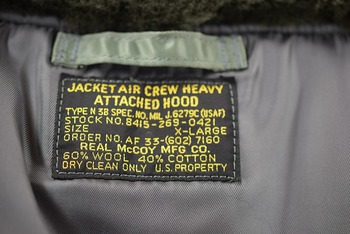 JACKET AIR CREW HEAVY
ATTACHED HOOD
TYPE N 3B SPEC. NO. MIL J.6279C (USAF)
STOCK NO. 8415-269-0421
SIZE X-LARGE
ORDER NO. AF 33-(602) 7160
REAL McCOY MFG CO.
60% WOOL 40% COTTON
DRY CLEAN ONLY U.S. PROPERTY